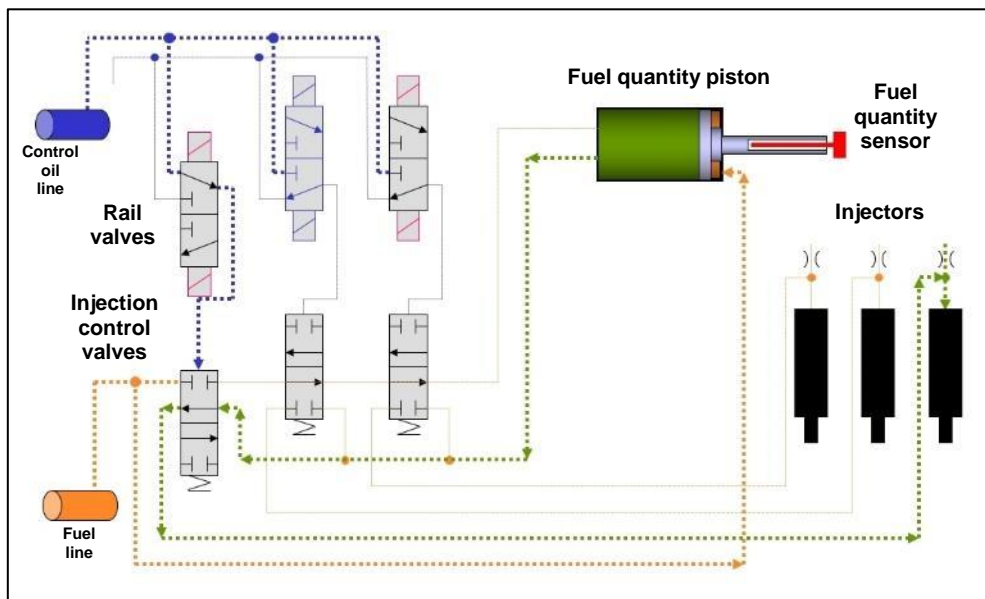 Fuel quantity piston
Fuel
quantity
sensor
Control
oil
line
Rail
valves
Injectors
Injection
control
valves
Fuel
line